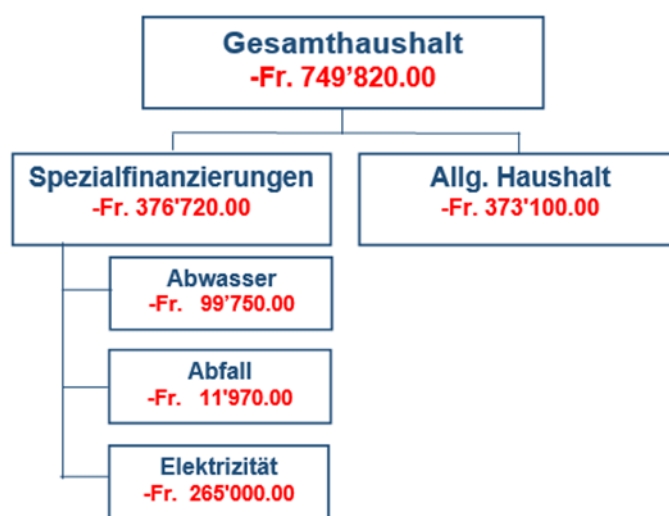 Gesamthaushalt
-Fr. 749’820.00
Spezialfinanzierungen
-Fr. 376'720.00
Allg. Haushalt
-Fr. 373'100.00
Abwasser
-Fr. 99’750.00
Abfall
-Fr. 11'970.00
Elektrizität
-Fr. 265'000.00